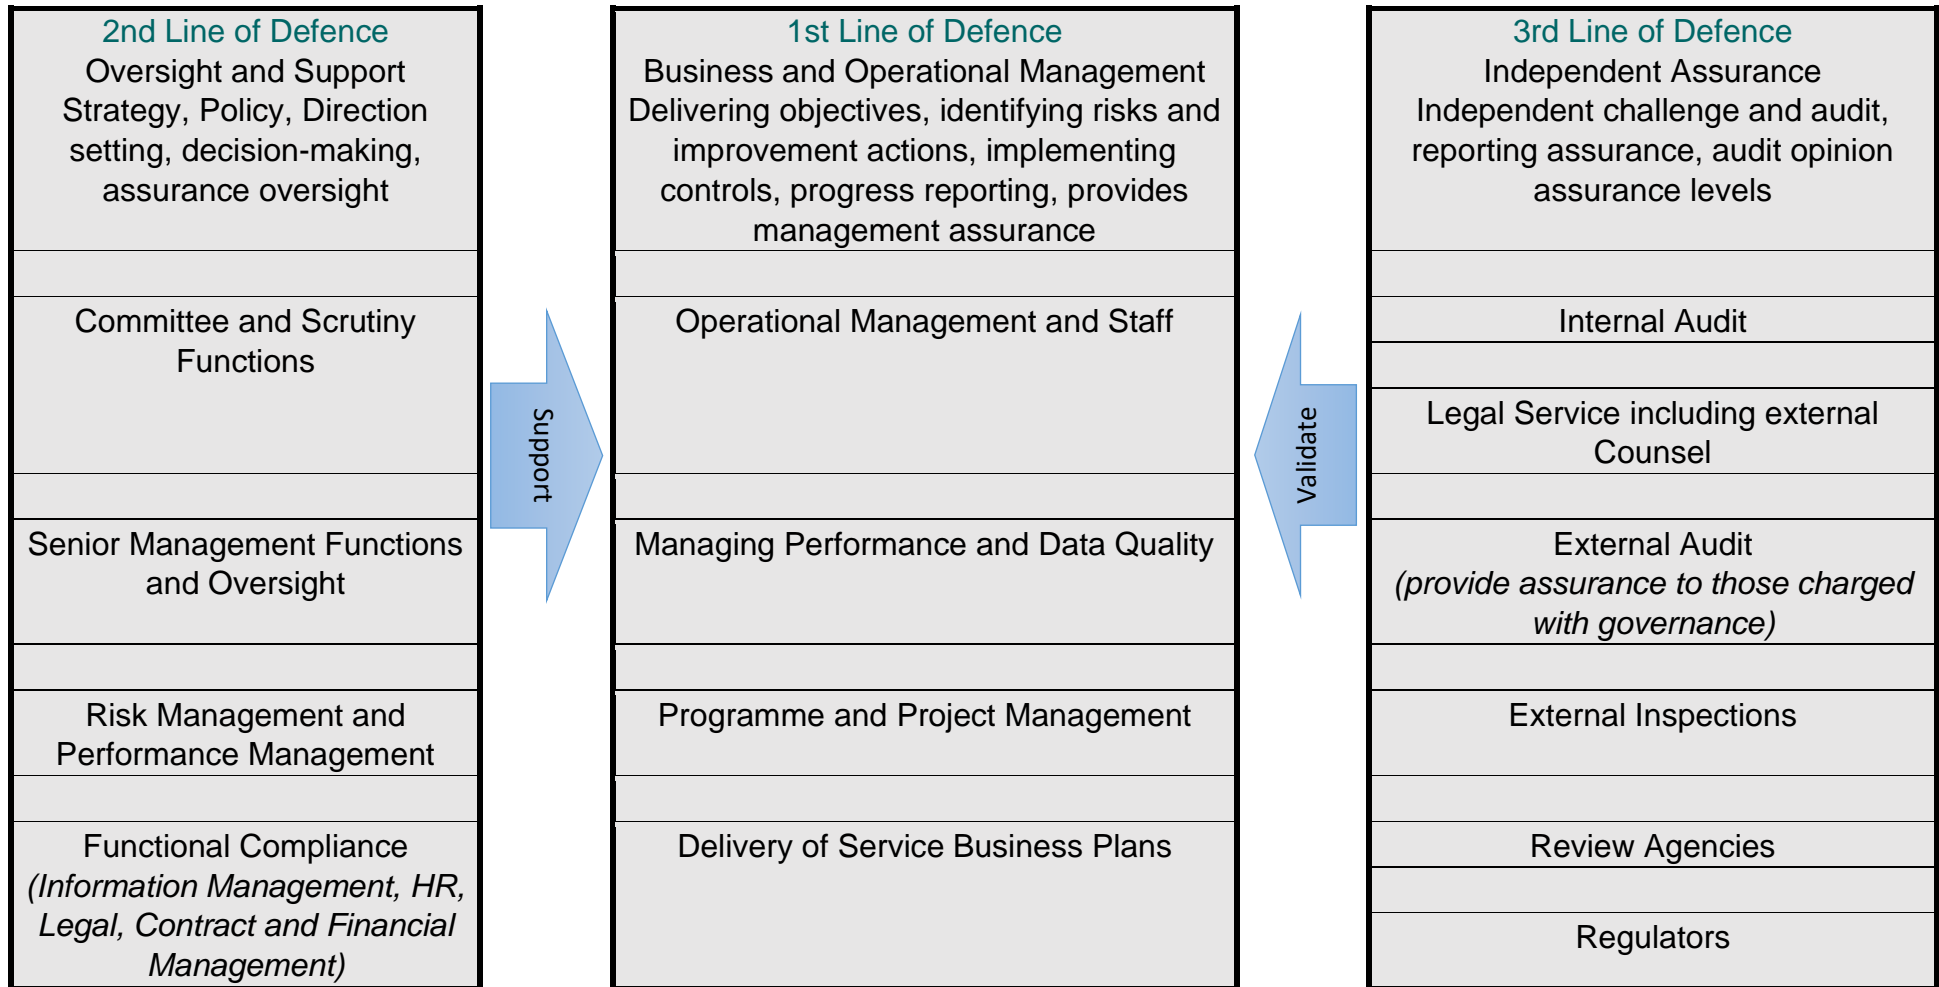 2nd Line of Defence
Oversight and Support
Strategy, Policy, Direction
setting, decision-making,
assurance oversight
Committee and Scrutiny
Functions
Senior Management Functions
and Oversight
Risk Management and
Performance Management
Functional Compliance
(Information Management, HR,
Legal, Contract and Financial
Management)
Support
1st Line of Defence
Business and Operational Management
Delivering objectives, identifying risks and
improvement actions, implementing
controls, progress reporting, provides
management assurance
Operational Management and Staff
Managing Performance and Data Quality
Programme and Project Management
Delivery of Service Business Plans
Validate
3rd Line of Defence
Independent Assurance
Independent challenge and audit,
reporting assurance, audit opinion
assurance levels
Internal Audit
Legal Service including external
Counsel
External Audit
(provide assurance to those charged
with governance)
External Inspections
Review Agencies
Regulators